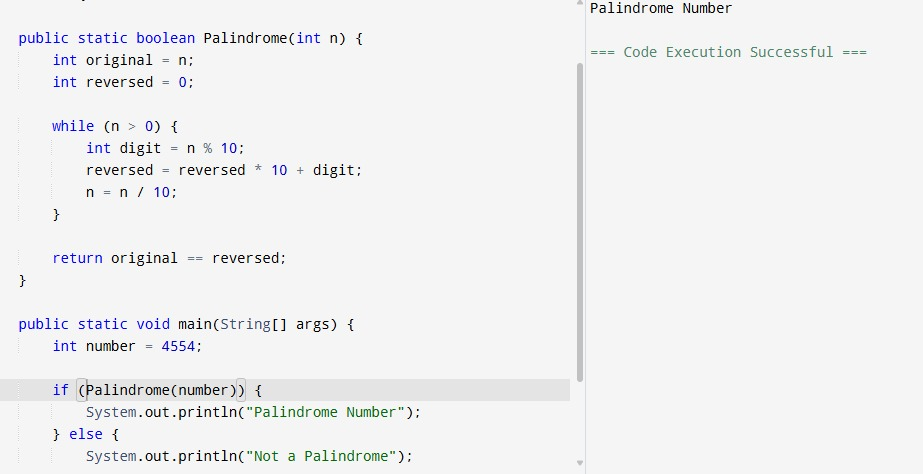 public static boolean Palindrome(int n) {
int original = n;
int reversed = 0;
while (n > 0) {
int digit = n % 10;
reversed = reversed * 10 + digit;
n = n / 10;
}
return original == reversed;
}
public static void main(String[] args) {
int number = 4554;
if (Palindrome(number)) {
System.out.println("Palindrome Number");
} else {
System.out.println("Not a Palindrome");
Palindrome Number
=== Code Execution Successful ===